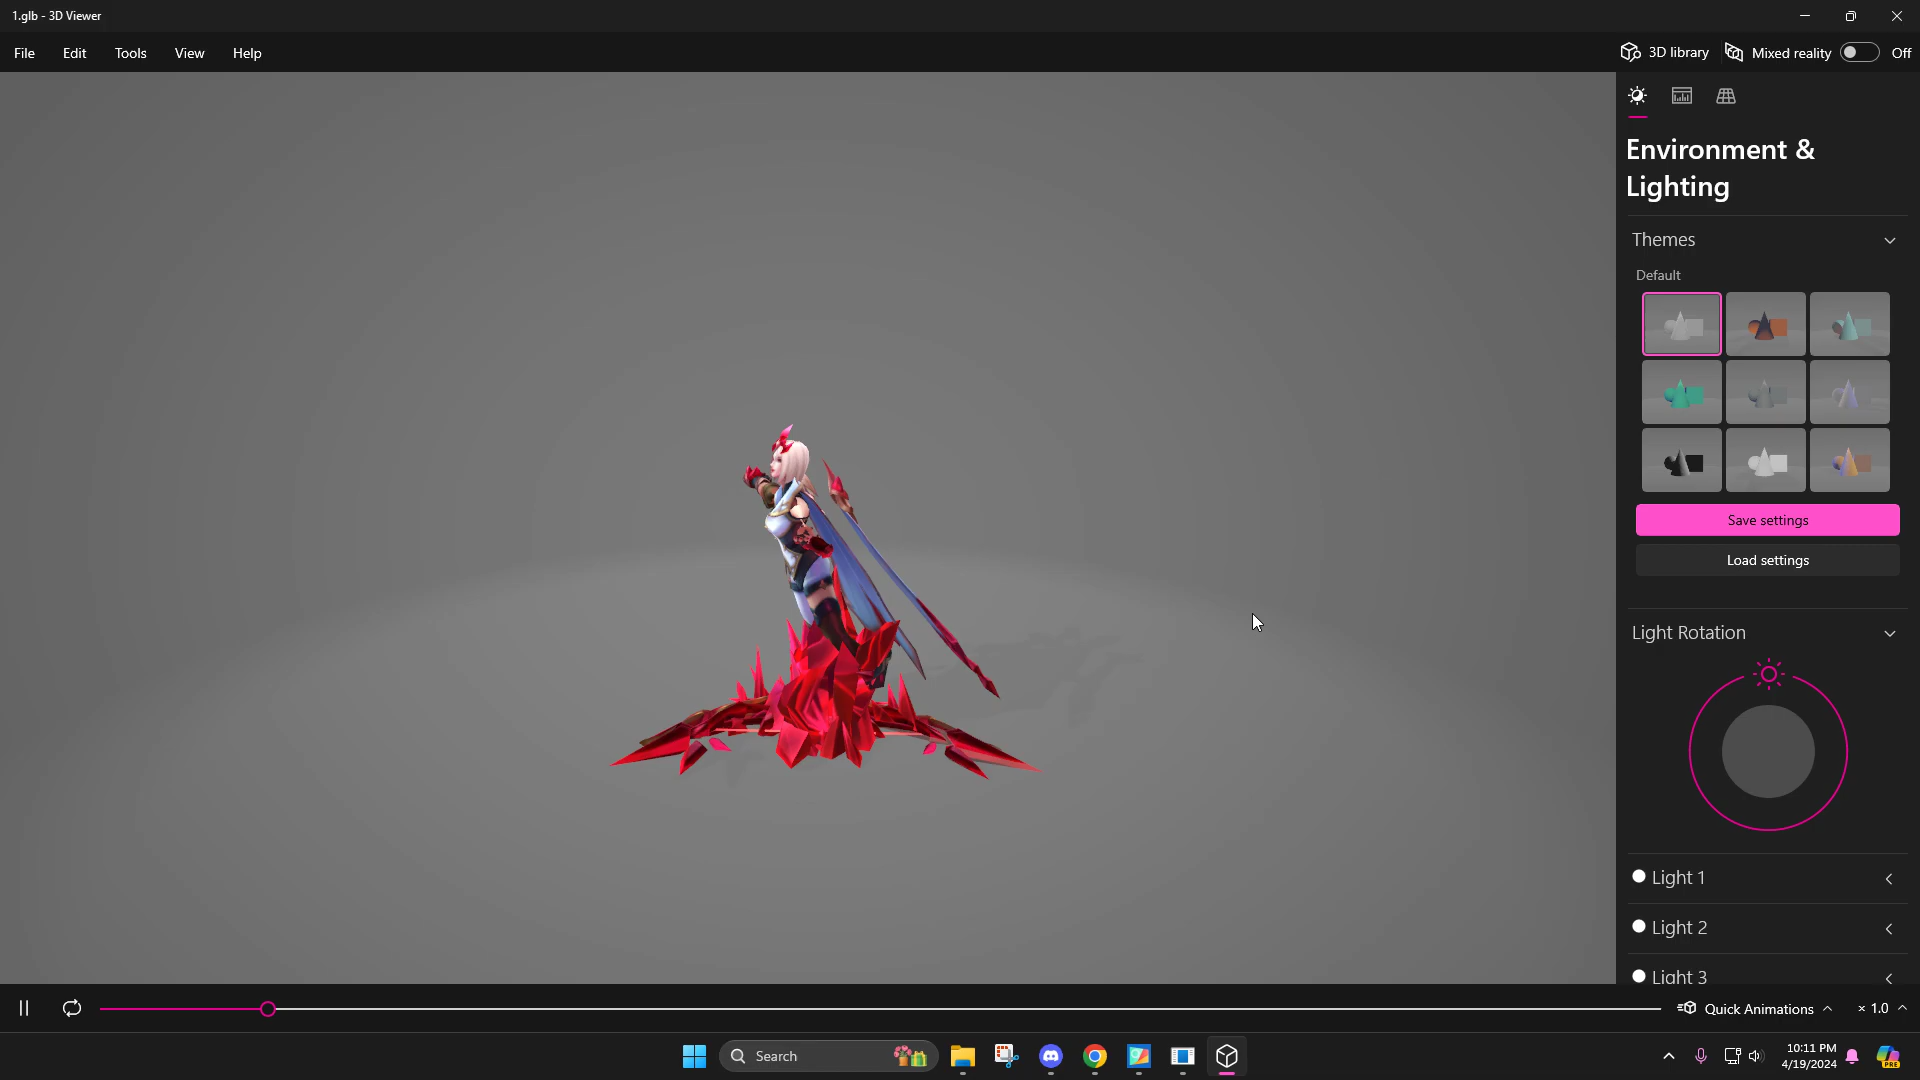 1.glb - 3D Viewer
File Edit Tools View Help
3D library Mixed reality Off
Environment &
Lighting
Themes
Default
Save settings
Load settings
Light Rotation
Light 1
Light 2
Light 3
Quick Animations × 1.0
Search
10:11 PM
4/19/2024
PRE